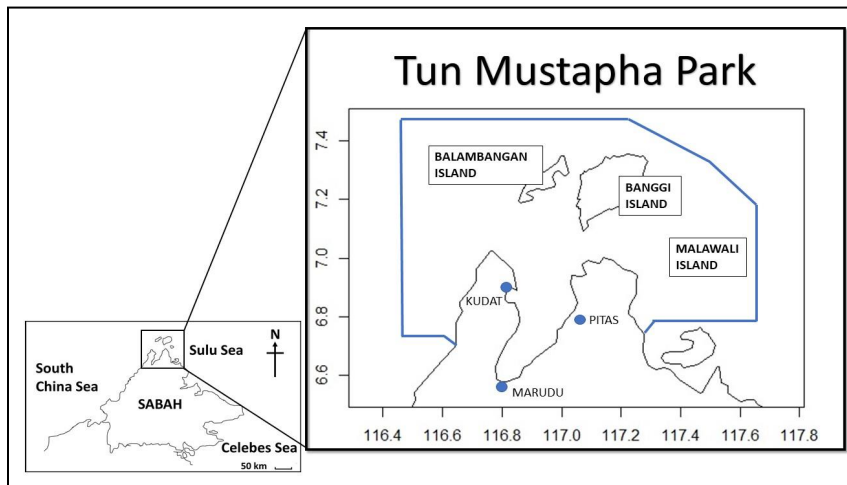 Tun Mustapha Park
7.4
7.2
7.0
6.8
6.6
BALAMBANGAN
ISLAND
BANGGI
ISLAND
MALAWALI
ISLAND
KUDAT
PITAS
MARUDU
116.4 116.6 116.8 117.0 117.2 117.4 117.6 117.8
South
China Sea
Sulu Sea
N
SABAH
Celebes Sea
50 km